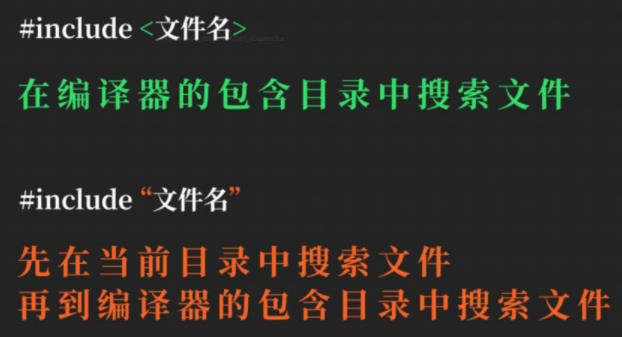 #include <文件名>
在编译器的包含目录中搜索文件
#include “文件名”
先在当前目录中搜索文件
再到编译器的包含目录中搜索文件